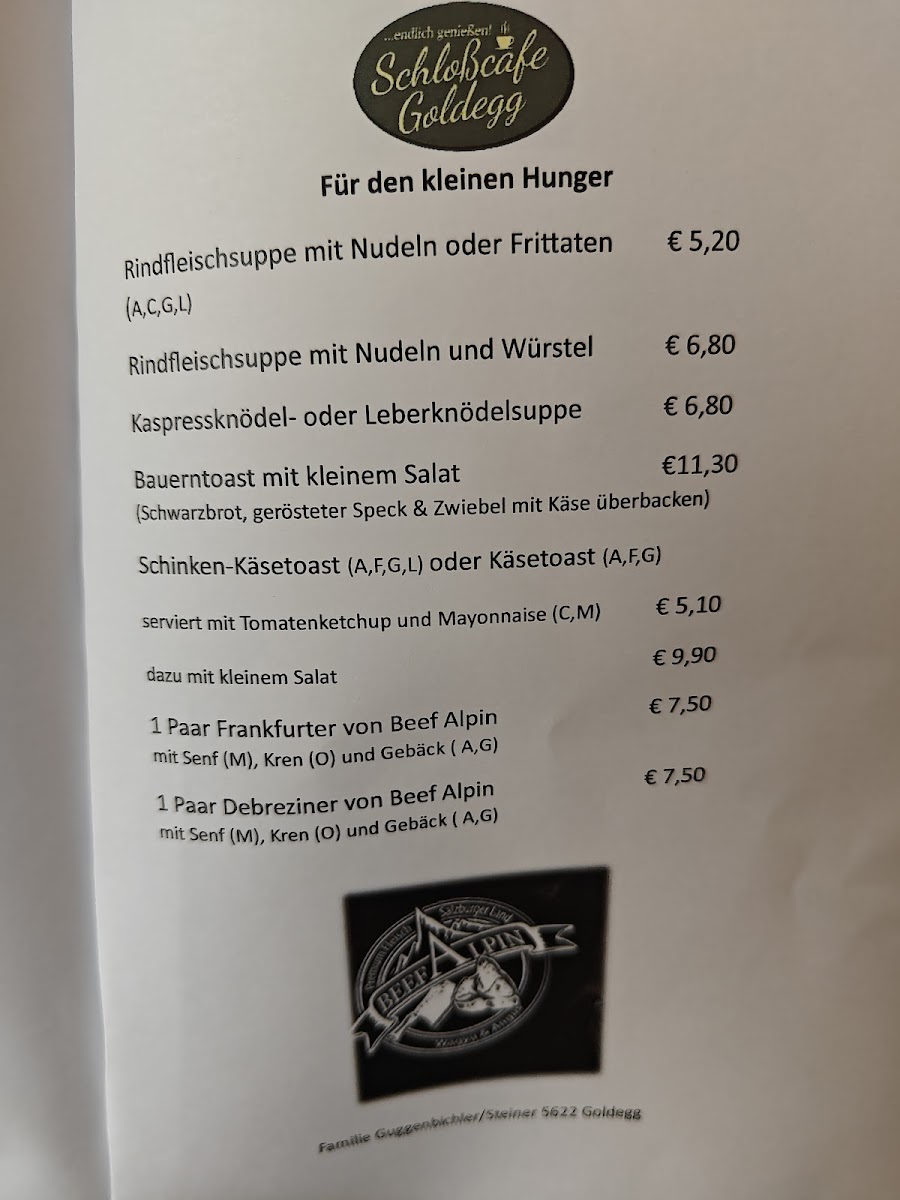 ...endlich genießen!
Schloßcafe
Goldegg
Für den kleinen Hunger
Rindfleischsuppe mit Nudeln oder Frittaten € 5,20
(A,C,G,L)
Rindfleischsuppe mit Nudeln und Würstel € 6,80
Kaspressknödel- oder Leberknödelsuppe € 6,80
Bauerntoast mit kleinem Salat €11,30
(Schwarzbrot, gerösteter Speck & Zwiebel mit Käse überbacken)
Schinken-Käsetoast (A,F,G,L) oder Käsetoast (A,F,G)
serviert mit Tomatenketchup und Mayonnaise (C,M) € 5,10
dazu mit kleinem Salat € 9,90
1 Paar Frankfurter von Beef Alpin € 7,50
mit Senf (M), Kren (O) und Gebäck ( A,G)
1 Paar Debreziner von Beef Alpin € 7,50
mit Senf (M), Kren (O) und Gebäck ( A,G)
Salzburger Land
BEEF ALPIN
Familie Guggenbichler/Steiner 5622 Goldegg